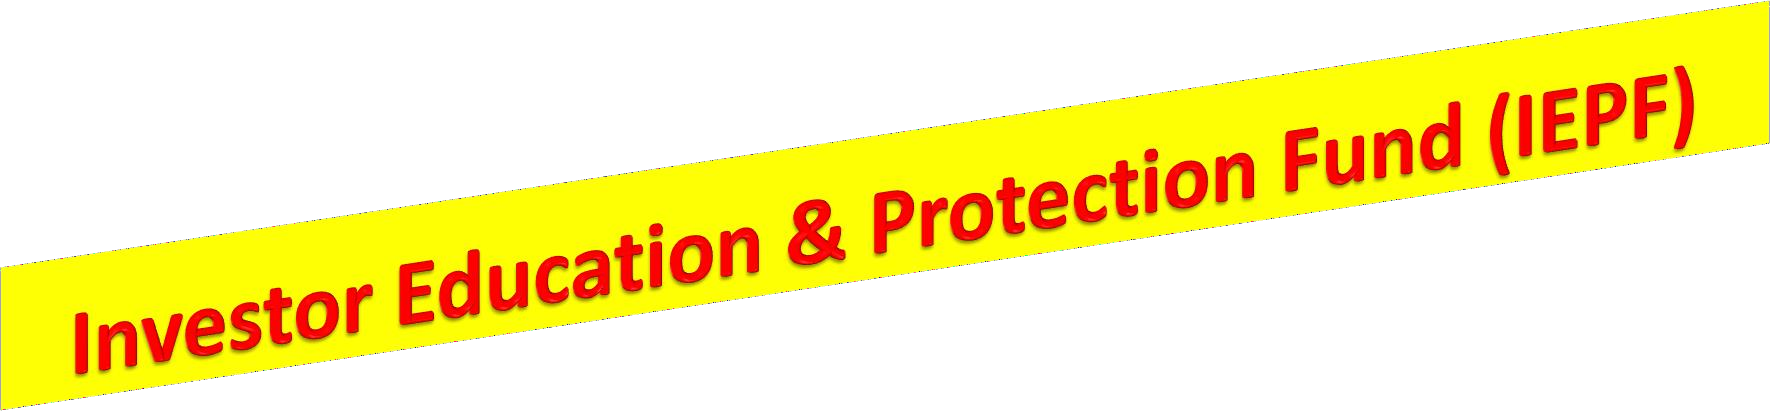 Investor Education & Protection Fund (IEPF)